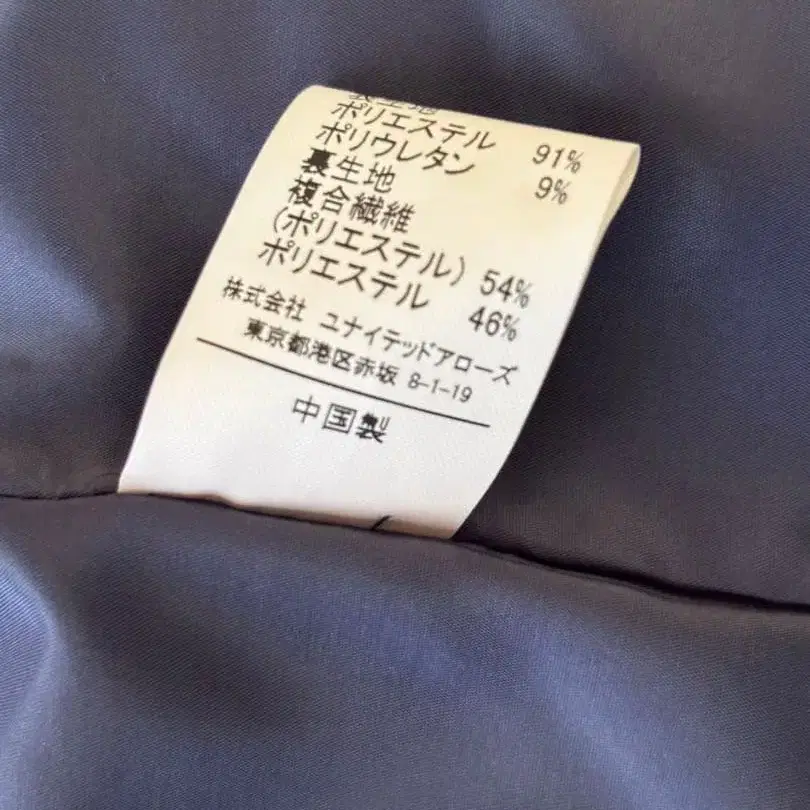 ポリエステル 91%
ポリウレタン 9%
裏生地
複合繊維
(ポリエステル) 54%
ポリエステル 46%
株式会社 ユナイテッドアローズ
東京都港区赤坂 8-1-19
中国製